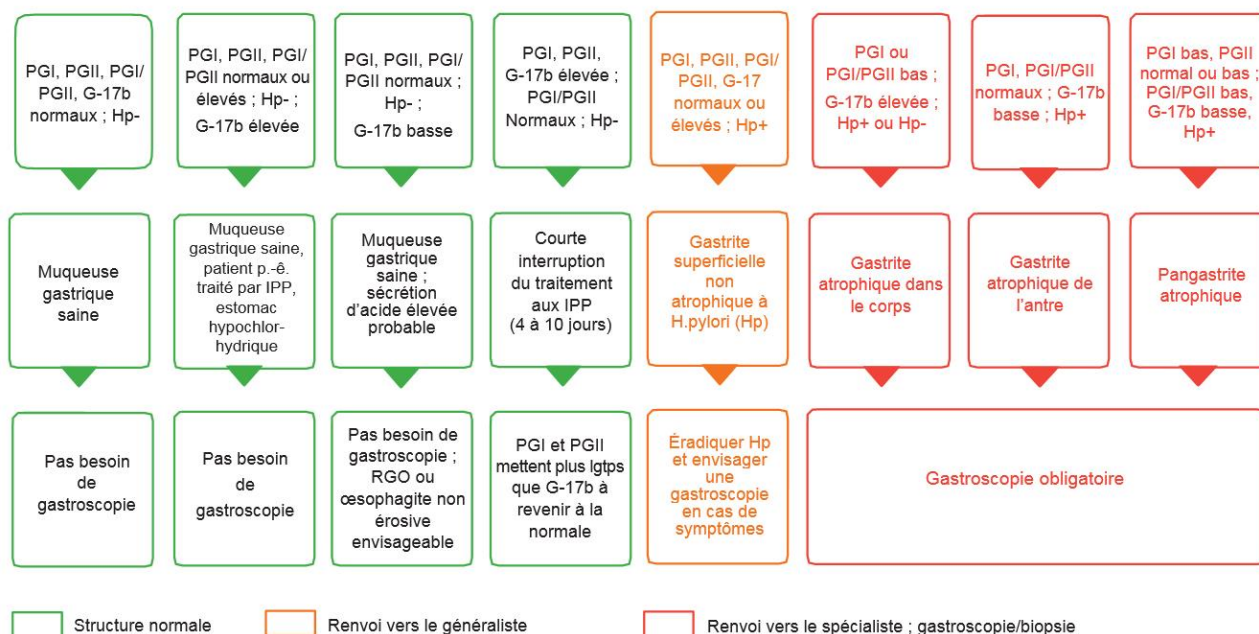 PGI, PGII, PGI/
PGII, G-17b
normaux ; Hp-
PGI, PGII, PGI/
PGII normaux ou
élevés ; Hp- ;
G-17b élevée
PGI, PGII, PGI/
PGII normaux ;
Hp- ;
G-17b basse
PGI, PGII,
G-17b élevée ;
PGI/PGII
Normaux ; Hp-
PGI, PGII, PGI/
PGII, G-17
normaux ou
élevés ; Hp+
PGI ou
PGI/PGII bas ;
G-17b élevée ;
Hp+ ou Hp-
PGI, PGI/PGII
normaux ; G-17b
basse ; Hp+
PGI bas, PGII
normal ou bas ;
PGI/PGII bas,
G-17b basse,
Hp+
Muqueuse
gastrique
saine
Muqueuse
gastrique saine,
patient p.-ê.
traité par IPP,
estomac
hypochlor-
hydrique
Muqueuse
gastrique
saine ;
sécrétion
d'acide élevée
probable
Courte
interruption
du traitement
aux IPP
(4 à 10 jours)
Gastrite
superficielle
non
atrophique à
H.pylori (Hp)
Gastrite
atrophique dans
le corps
Gastrite
atrophique de
l'antre
Pangastrite
atrophique
Pas besoin
de
gastroscopie
Pas besoin
de
gastroscopie
Pas besoin de
gastroscopie ;
RGO ou
œsophagite non
érosive
envisageable
PGI et PGII
mettent plus lgtps
que G-17b à
revenir à la
normale
Éradiquer Hp
et envisager
une
gastroscopie
en cas de
symptômes
Gastroscopie obligatoire
Structure normale
Renvoi vers le généraliste
Renvoi vers le spécialiste ; gastroscopie/biopsie